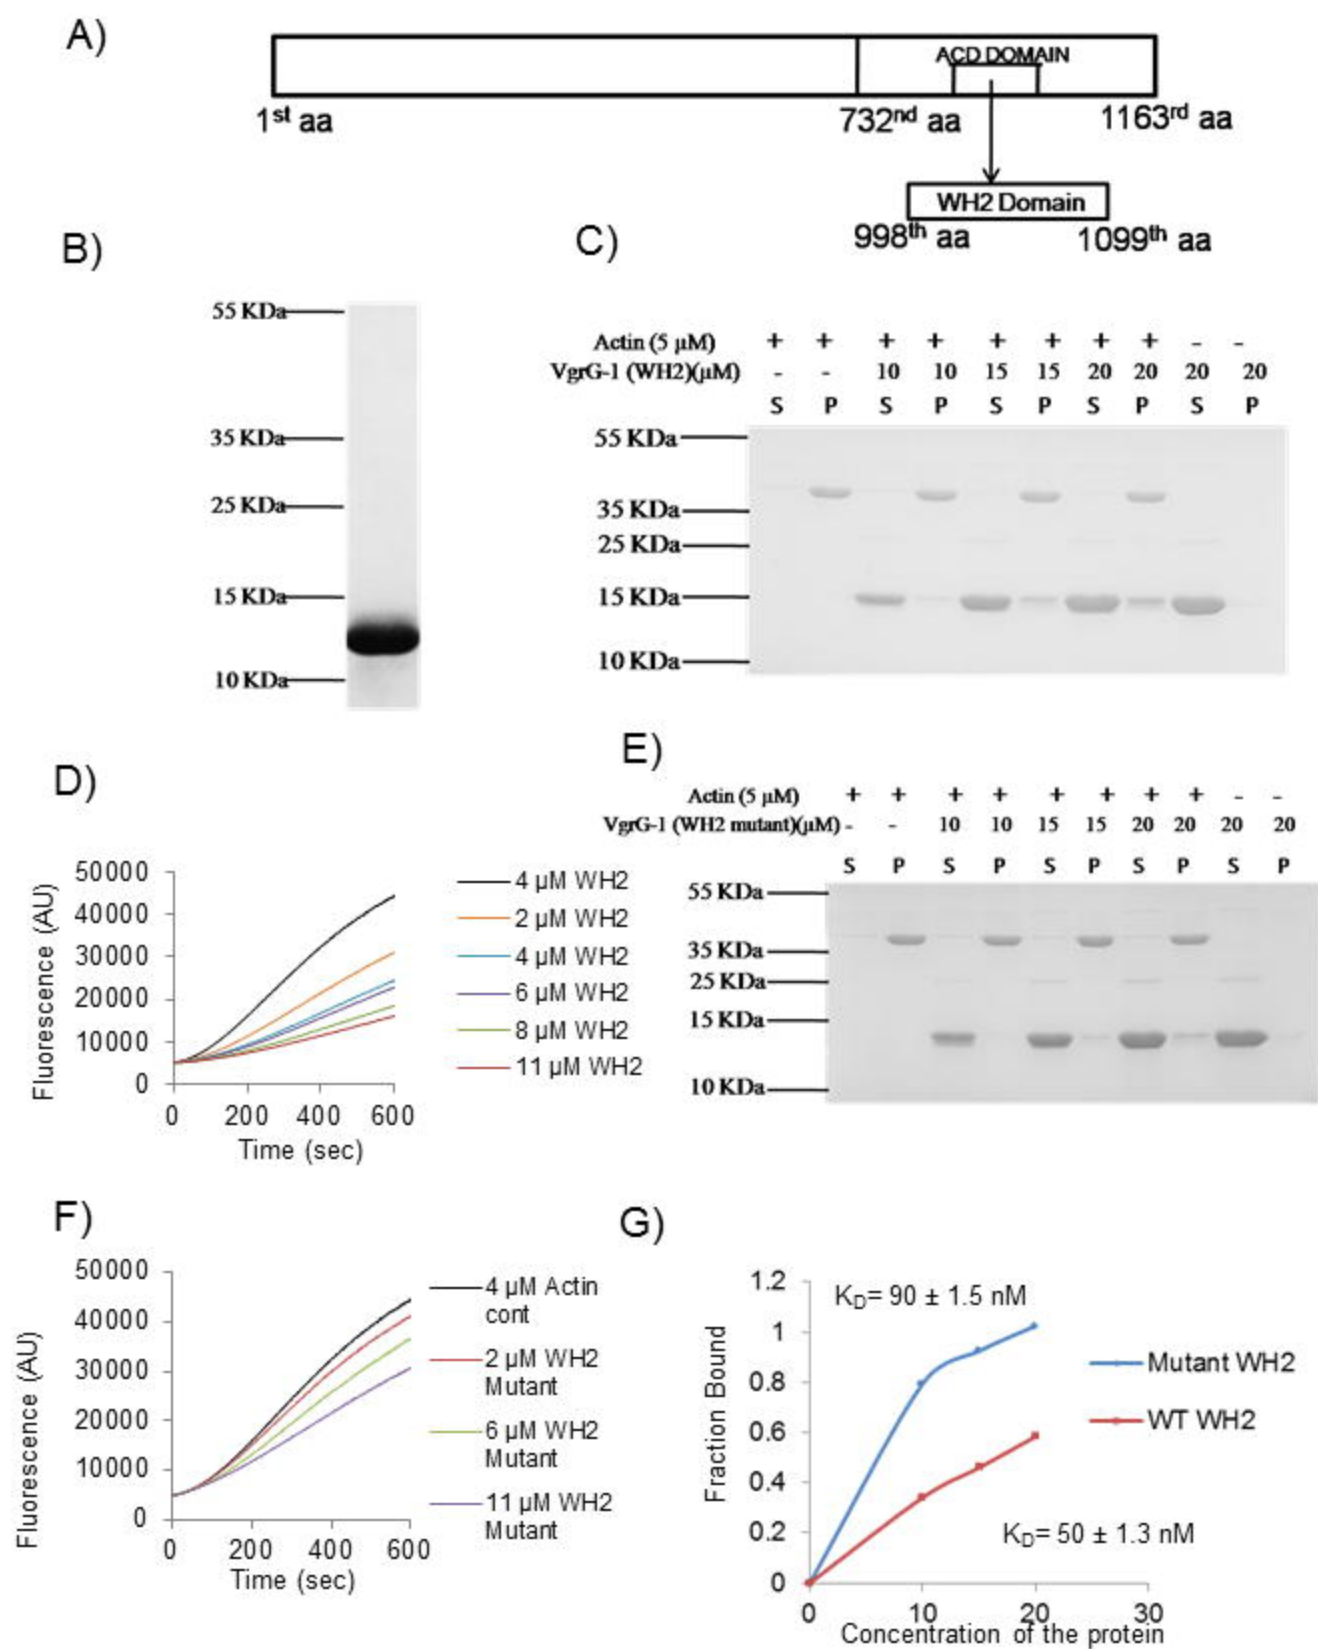 A)
ACD DOMAIN
1st aa
732nd aa
1163rd aa
WH2 Domain
998th aa
1099th aa
B)
55 KDa
35 KDa
25 KDa
15 KDa
10 KDa
C)
Actin (5 µM) + + + + + + + + - -
VgrG-1 (WH2)(µM) - - 10 10 15 15 20 20 20 20
S P S P S P S P S P
55 KDa
35 KDa
25 KDa
15 KDa
10 KDa
D)
Fluorescence (AU)
50000
40000
30000
20000
10000
0
0 200 400 600
Time (sec)
4 µM WH2
2 µM WH2
4 µM WH2
6 µM WH2
8 µM WH2
11 µM WH2
E)
Actin (5 µM) + + + + + + + + - -
VgrG-1 (WH2 mutant)(µM) - - 10 10 15 15 20 20 20 20
S P S P S P S P S P
55 KDa
35 KDa
25 KDa
15 KDa
10 KDa
F)
Fluorescence (AU)
50000
40000
30000
20000
10000
0
0 200 400 600
Time (sec)
4 µM Actin
cont
2 µM WH2
Mutant
6 µM WH2
Mutant
11 µM WH2
Mutant
G)
Fraction Bound
1.2
1
0.8
0.6
0.4
0.2
0
0 10 20 30
Concentration of the protein
KD= 90 ± 1.5 nM
KD= 50 ± 1.3 nM
Mutant WH2
WT WH2